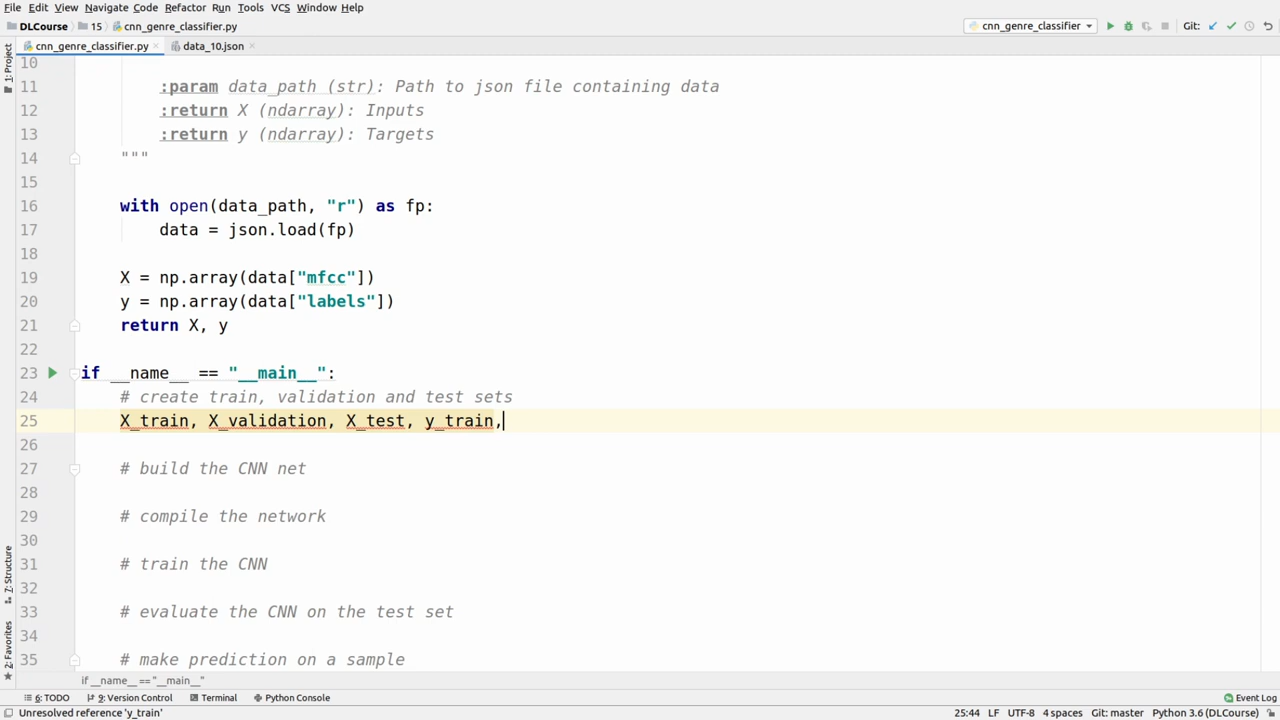 File Edit View Navigate Code Refactor Run Tools VCS Window Help
DLCourse 15 cnn_genre_classifier.py cnn_genre_classifier Git:
cnn_genre_classifier.py data_10.json
1: Project
10
11 :param data_path (str): Path to json file containing data
12 :return X (ndarray): Inputs
13 :return y (ndarray): Targets
14 """
15
16 with open(data_path, "r") as fp:
17 data = json.load(fp)
18
19 X = np.array(data["mfcc"])
20 y = np.array(data["labels"])
21 return X, y
22
23 if __name__ == "__main__":
24 # create train, validation and test sets
25 X_train, X_validation, X_test, y_train,
26
27 # build the CNN net
28
29 # compile the network
30
31 # train the CNN
32
33 # evaluate the CNN on the test set
34
35 # make prediction on a sample
7: Structure
2: Favorites
if __name__ == "__main__"
6: TODO 9: Version Control Terminal Python Console Event Log
Unresolved reference 'y_train' 25:44 LF UTF-8 4 spaces Git: master Python 3.6 (DLCourse)